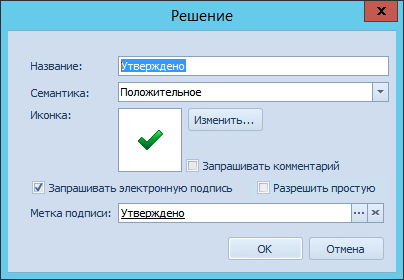 Решение
Название: Утверждено
Семантика: Положительное
Иконка: Изменить...
Запрашивать комментарий
Запрашивать электронную подпись Разрешить простую
Метка подписи: Утверждено ...
OK Отмена